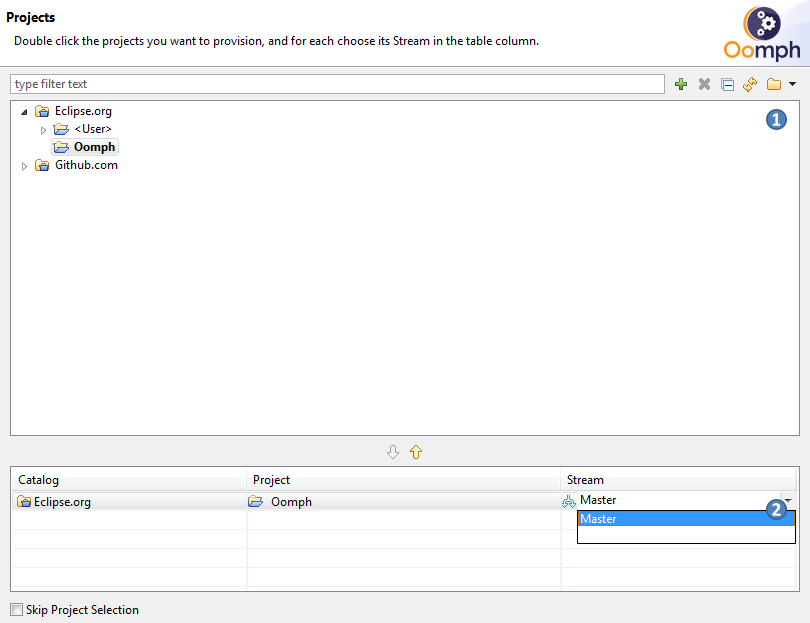 Projects
Double click the projects you want to provision, and for each choose its Stream in the table column.
Oomph
type filter text
Eclipse.org
1
<User>
Oomph
Github.com
Catalog Project Stream
Eclipse.org Oomph Master
2
Master
Skip Project Selection